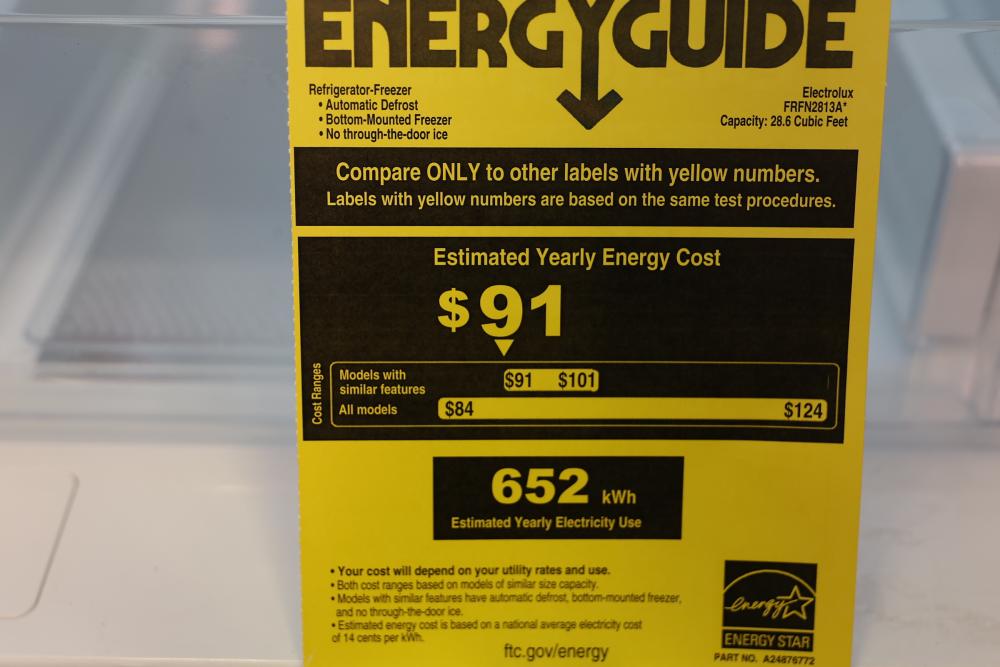 ENERGYGUIDE
Refrigerator-Freezer
• Automatic Defrost
• Bottom-Mounted Freezer
• No through-the-door ice
Electrolux
FRFN2813A*
Capacity: 28.6 Cubic Feet
Compare ONLY to other labels with yellow numbers.
Labels with yellow numbers are based on the same test procedures.
Estimated Yearly Energy Cost
$91
Cost Ranges
Models with
similar features
$91 $101
All models
$84 $124
652 kWh
Estimated Yearly Electricity Use
• Your cost will depend on your utility rates and use.
• Both cost ranges based on models of similar size capacity.
• Models with similar features have automatic defrost, bottom-mounted freezer,
and no through-the-door ice.
• Estimated energy cost is based on a national average electricity cost
of 14 cents per kWh.
ftc.gov/energy
energy
ENERGY STAR
PART NO. A24876772